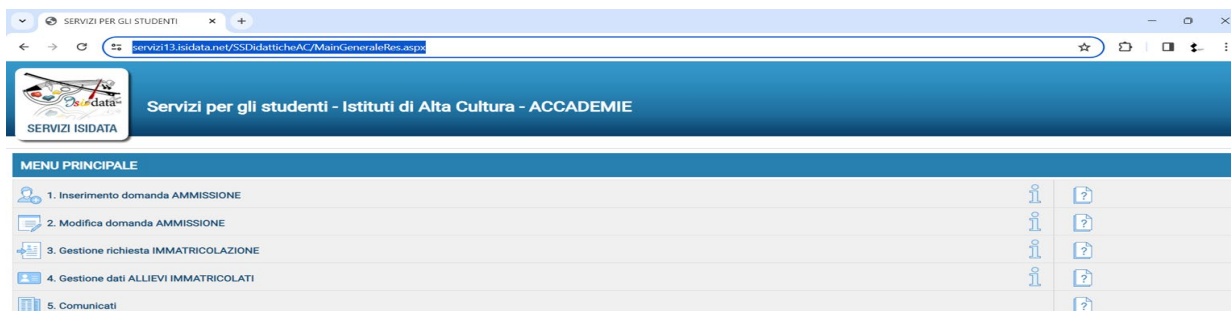 SERVIZI PER GLI STUDENTI
servizi13.isidata.net/SSDidatticheAC/MainGeneraleRes.aspx
Isidata
SERVIZI ISIDATA
Servizi per gli studenti - Istituti di Alta Cultura - ACCADEMIE
MENU PRINCIPALE
1. Inserimento domanda AMMISSIONE
2. Modifica domanda AMMISSIONE
3. Gestione richiesta IMMATRICOLAZIONE
4. Gestione dati ALLIEVI IMMATRICOLATI
5. Comunicati